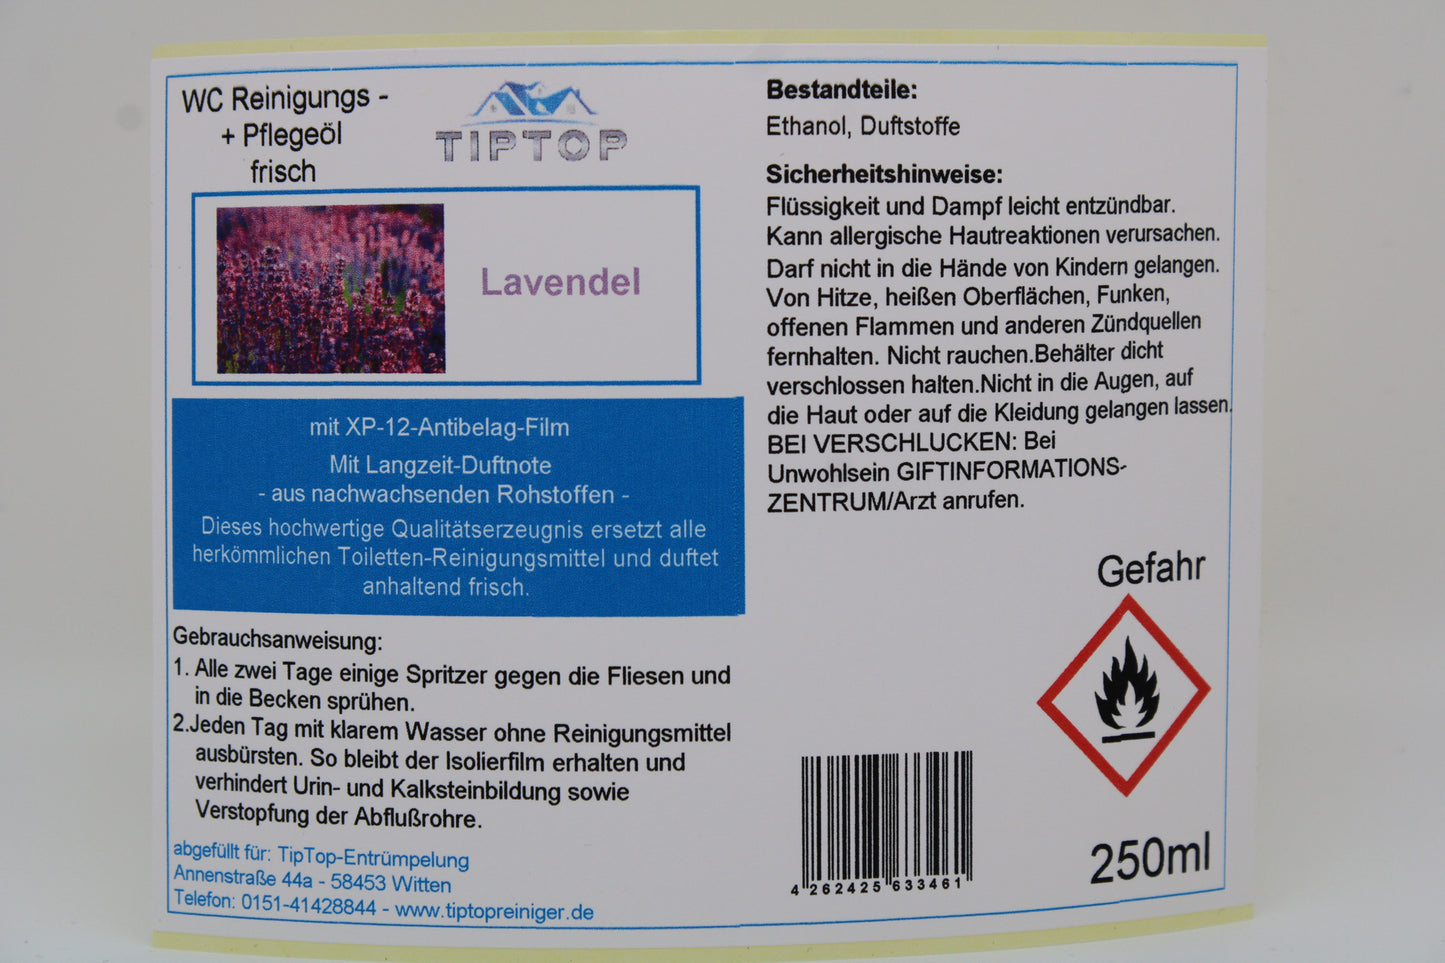 WC Reinigungs -
+ Pflegeöl
frisch
TIPTOP
Lavendel
mit XP-12-Antibelag-Film
Mit Langzeit-Duftnote
- aus nachwachsenden Rohstoffen -
Dieses hochwertige Qualitätserzeugnis ersetzt alle
herkömmlichen Toiletten-Reinigungsmittel und duftet
anhaltend frisch.
Gebrauchsanweisung:
1. Alle zwei Tage einige Spritzer gegen die Fliesen und
in die Becken sprühen.
2.Jeden Tag mit klarem Wasser ohne Reinigungsmittel
ausbürsten. So bleibt der Isolierfilm erhalten und
verhindert Urin- und Kalksteinbildung sowie
Verstopfung der Abflußrohre.
abgefüllt für: TipTop-Entrümpelung
Annenstraße 44a - 58453 Witten
Telefon: 0151-41428844 - www.tiptopreiniger.de
Bestandteile:
Ethanol, Duftstoffe
Sicherheitshinweise:
Flüssigkeit und Dampf leicht entzündbar.
Kann allergische Hautreaktionen verursachen.
Darf nicht in die Hände von Kindern gelangen.
Von Hitze, heißen Oberflächen, Funken,
offenen Flammen und anderen Zündquellen
fernhalten. Nicht rauchen.Behälter dicht
verschlossen halten.Nicht in die Augen, auf
die Haut oder auf die Kleidung gelangen lassen.
BEI VERSCHLUCKEN: Bei
Unwohlsein GIFTINFORMATIONS-
ZENTRUM/Arzt anrufen.
Gefahr
4 262425 633461
250ml